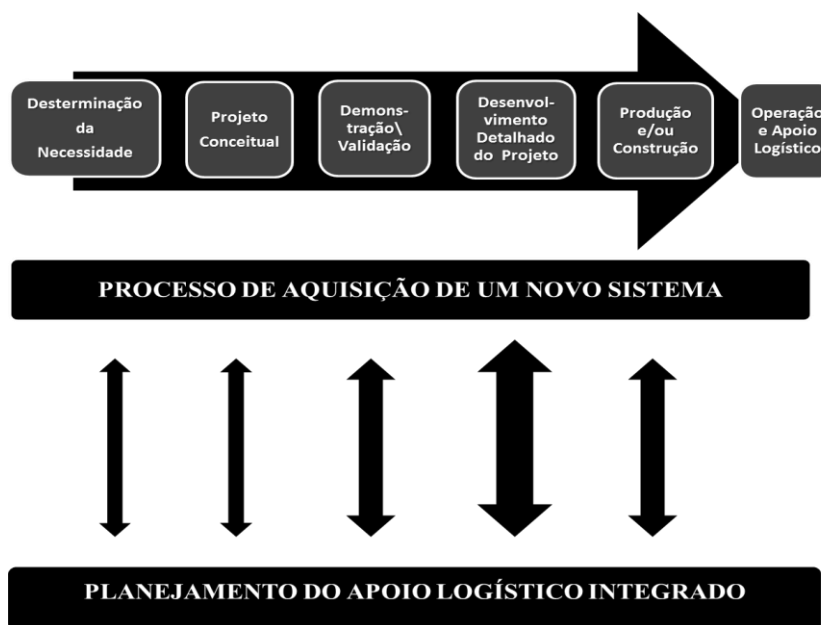 Desterminação
da
Necessidade
Projeto
Conceitual
Demons-
tração\
Validação
Desenvol-
vimento
Detalhado
do Projeto
Produção
e/ou
Construção
Operação
e Apoio
Logístico
PROCESSO DE AQUISIÇÃO DE UM NOVO SISTEMA
PLANEJAMENTO DO APOIO LOGÍSTICO INTEGRADO